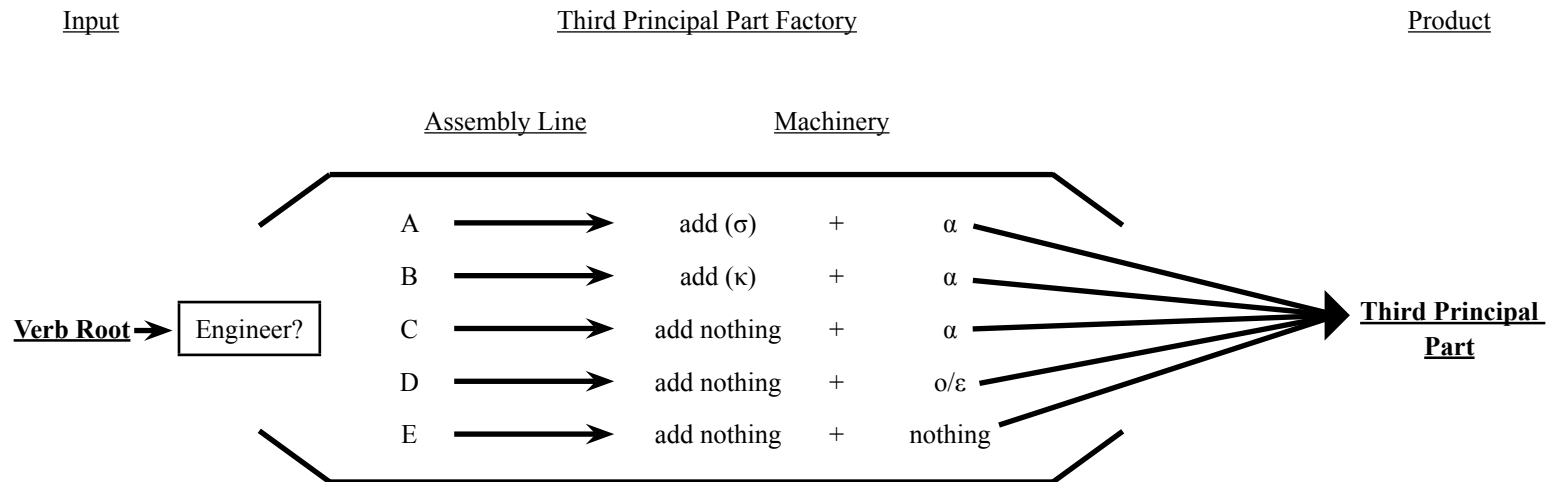 Input Third Principal Part Factory Product
Assembly Line Machinery
A add (σ) + α
B add (κ) + α
Verb Root Engineer? C add nothing + α Third Principal
Part
D add nothing + ο/ε
E add nothing + nothing